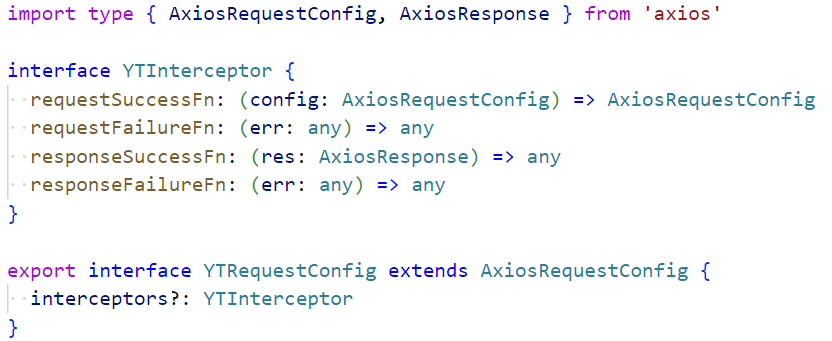 import type { AxiosRequestConfig, AxiosResponse } from 'axios'
interface YTInterceptor {
  requestSuccessFn: (config: AxiosRequestConfig) => AxiosRequestConfig
  requestFailureFn: (err: any) => any
  responseSuccessFn: (res: AxiosResponse) => any
  responseFailureFn: (err: any) => any
}
export interface YTRequestConfig extends AxiosRequestConfig {
  interceptors?: YTInterceptor
}